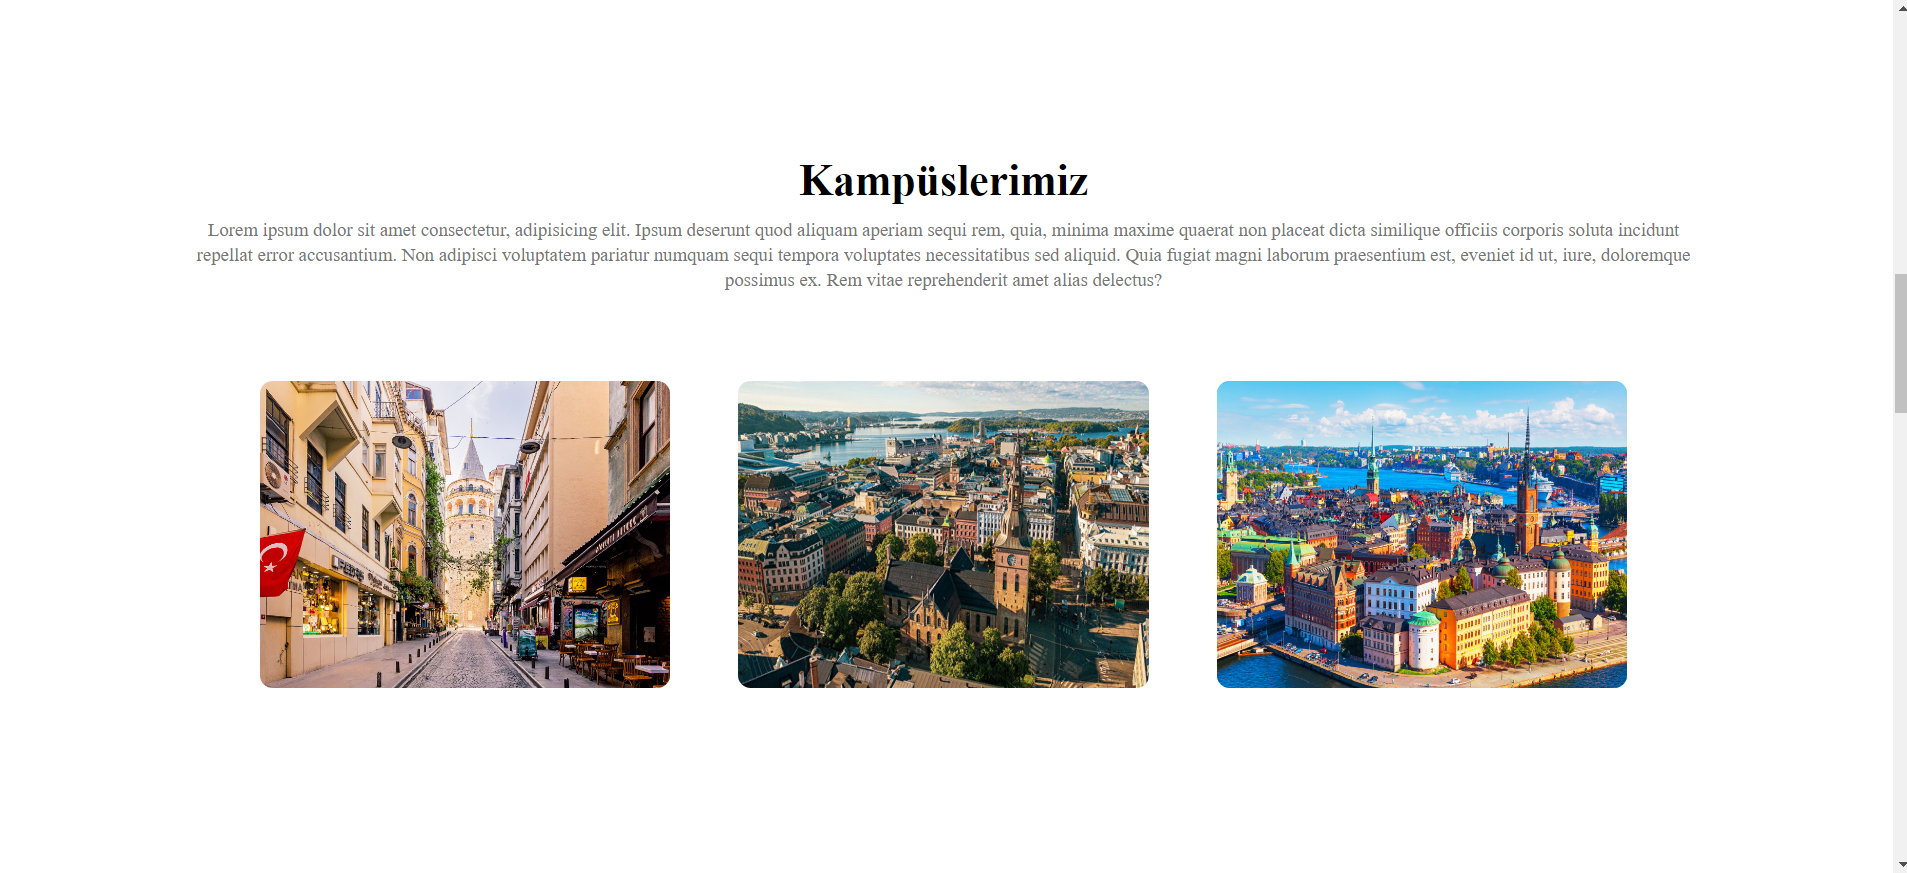 Kampüslerimiz
Lorem ipsum dolor sit amet consectetur, adipisicing elit. Ipsum deserunt quod aliquam aperiam sequi rem, quia, minima maxime quaerat non placeat dicta similique officiis corporis soluta incidunt
repellat error accusantium. Non adipisci voluptatem pariatur numquam sequi tempora voluptates necessitatibus sed aliquid. Quia fugiat magni laborum praesentium est, eveniet id ut, iure, doloremque
possimus ex. Rem vitae reprehenderit amet alias delectus?